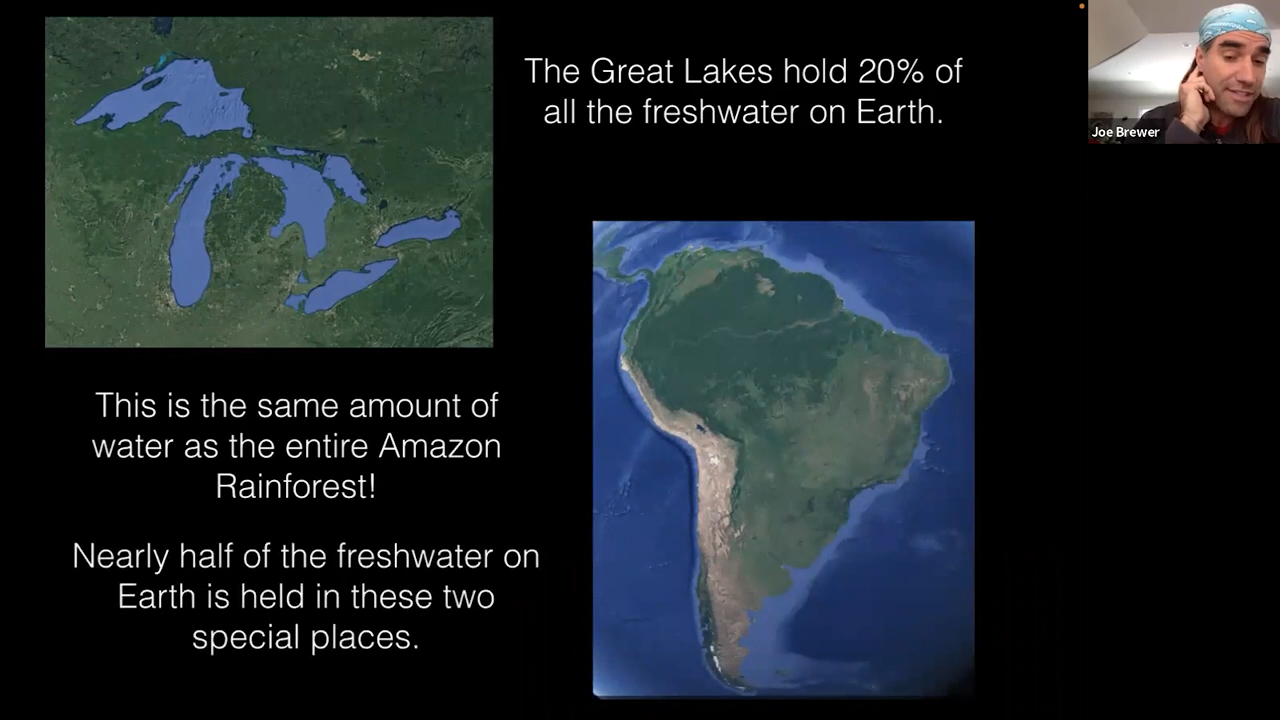 The Great Lakes hold 20% of
all the freshwater on Earth.
Joe Brewer
This is the same amount of
water as the entire Amazon
Rainforest!
Nearly half of the freshwater on
Earth is held in these two
special places.